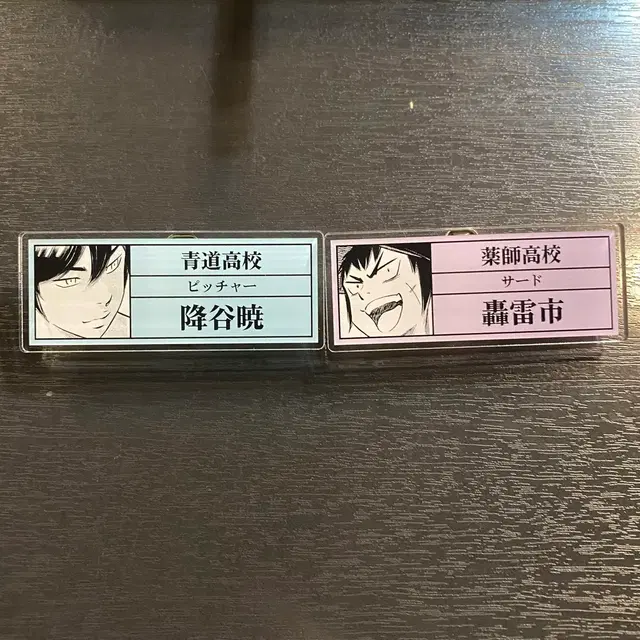 青道高校
ピッチャー
降谷暁
薬師高校
サード
轟雷市